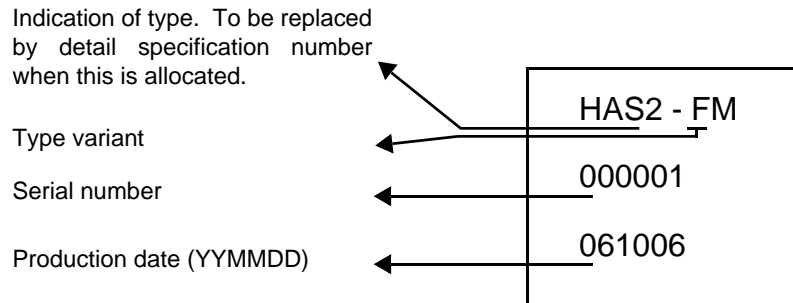 Indication of type. To be replaced
by detail specification number
when this is allocated.
HAS2 - FM
Type variant
000001
Serial number
061006
Production date (YYMMDD)